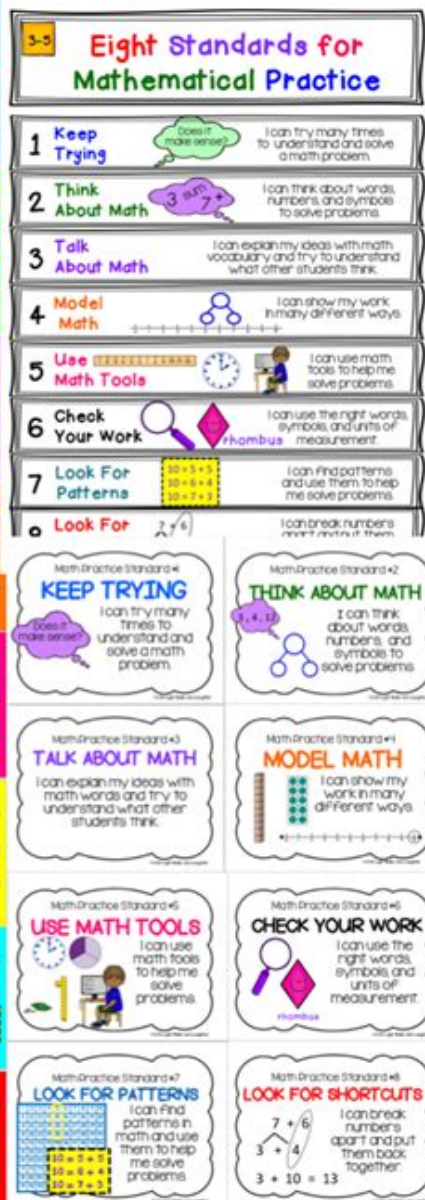 3-5
Eight Standards for
Mathematical Practice
1 Keep
Trying
Does it
make sense?
I can try many times
to understand and solve
a math problem.
2 Think
About Math
3 sum
7 +
I can think about words,
numbers, and symbols
to solve problems.
3 Talk
About Math
I can explain my ideas with math
vocabulary and try to understand
what other students think.
4 Model
Math
I can show my work
in many different ways.
5 Use
Math Tools
I can use math
tools to help me
solve problems.
6 Check
Your Work
rhombus
I can use the right words,
symbols, and units of
measurement.
7 Look For
Patterns
10 = 5 + 5
10 = 6 + 4
10 = 7 + 3
I can find patterns
and use them to help
me solve problems.
8 Look For
7 + 6
I can break numbers
apart and put them
Math Practice Standard #1
KEEP TRYING
Does it
make sense?
I can try many
times to
understand and
solve a math
problem.
Math Practice Standard #2
THINK ABOUT MATH
I can think
about words,
numbers, and
symbols to
solve problems.
Math Practice Standard #3
TALK ABOUT MATH
I can explain my ideas with
math words and try to
understand what other
students think.
Math Practice Standard #4
MODEL MATH
I can show my
work in many
different ways.
Math Practice Standard #5
USE MATH TOOLS
I can use
math tools
to help me
solve
problems.
Math Practice Standard #6
CHECK YOUR WORK
I can use the
right words,
symbols, and
units of
measurement.
rhombus
Math Practice Standard #7
LOOK FOR PATTERNS
I can find
patterns in
math and use
them to help
me solve
problems.
10 = 5 + 5
10 = 6 + 4
10 = 7 + 3
Math Practice Standard #8
LOOK FOR SHORTCUTS
7 + 6
3 + 4
3 + 10 = 13
I can break
numbers
apart and put
them back
together.